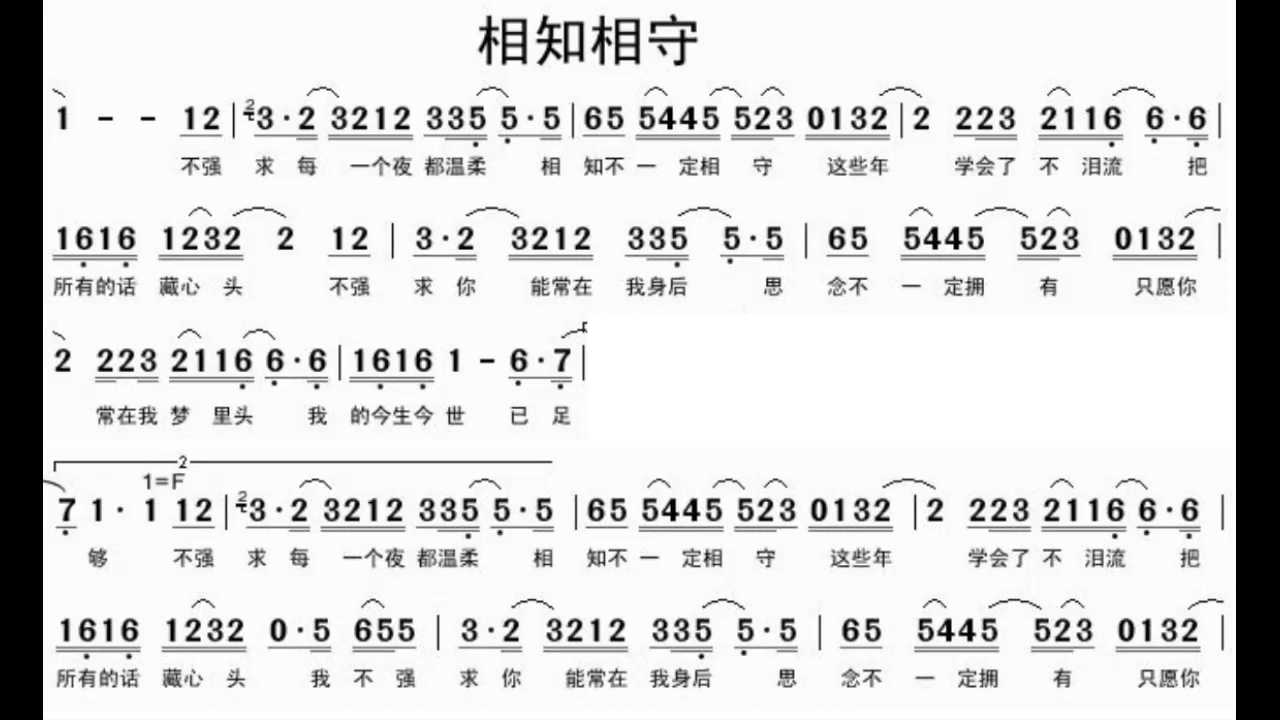 相知相守
1 - - 12 | 2 3·2 3212 335 5·5 | 65 5445 523 0132 | 2 223 2116 6·6 |
不强 求 每 一个夜 都温柔 相 知不 一 定相 守 这些年 学会了 不 泪流 把
1616 1232 2 12 | 3·2 3212 335 5·5 | 65 5445 523 0132 |
所有的话 藏心 头 不强 求 你 能常在 我身后 思 念不 一 定拥 有 只愿你
2 223 2116 6·6 | 1616 1 - 6·7 |
常在我 梦 里头 我 的今生今 世 已 足
2
1=F
7 1· 1 12 | 2 3·2 3212 335 5·5 | 65 5445 523 0132 | 2 223 2116 6·6 |
够 不强 求 每 一个夜 都温柔 相 知不 一 定相 守 这些年 学会了 不 泪流 把
1616 1232 0·5 655 | 3·2 3212 335 5·5 | 65 5445 523 0132 |
所有的话 藏心 头 我 不 强 求 你 能常在 我身后 思 念不 一 定拥 有 只愿你